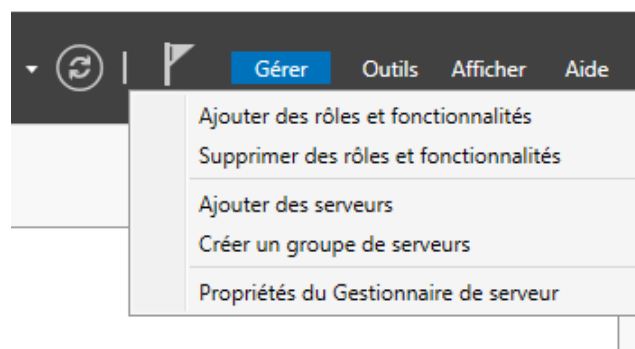 Gérer Outils Afficher Aide
Ajouter des rôles et fonctionnalités
Supprimer des rôles et fonctionnalités
Ajouter des serveurs
Créer un groupe de serveurs
Propriétés du Gestionnaire de serveur